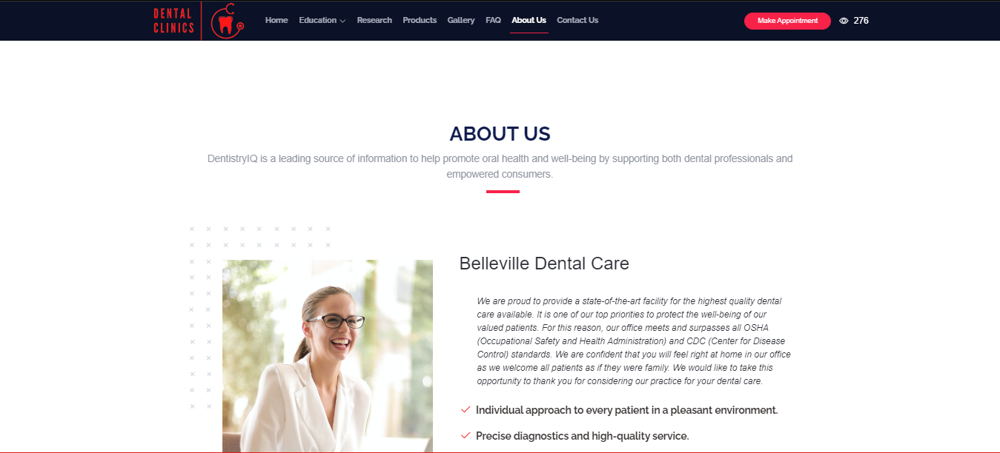 DENTAL
CLINICS
Home Education Research Products Gallery FAQ About Us Contact Us
Make Appointment
276
ABOUT US
DentistryIQ is a leading source of information to help promote oral health and well-being by supporting both dental professionals and
empowered consumers.
Belleville Dental Care
We are proud to provide a state-of-the-art facility for the highest quality dental
care available. It is one of our top priorities to protect the well-being of our
valued patients. For this reason, our office meets and surpasses all OSHA
(Occupational Safety and Health Administration) and CDC (Center for Disease
Control) standards. We are confident that you will feel right at home in our office
as we welcome all patients as if they were family. We would like to take this
opportunity to thank you for considering our practice for your dental care.
Individual approach to every patient in a pleasant environment.
Precise diagnostics and high-quality service.